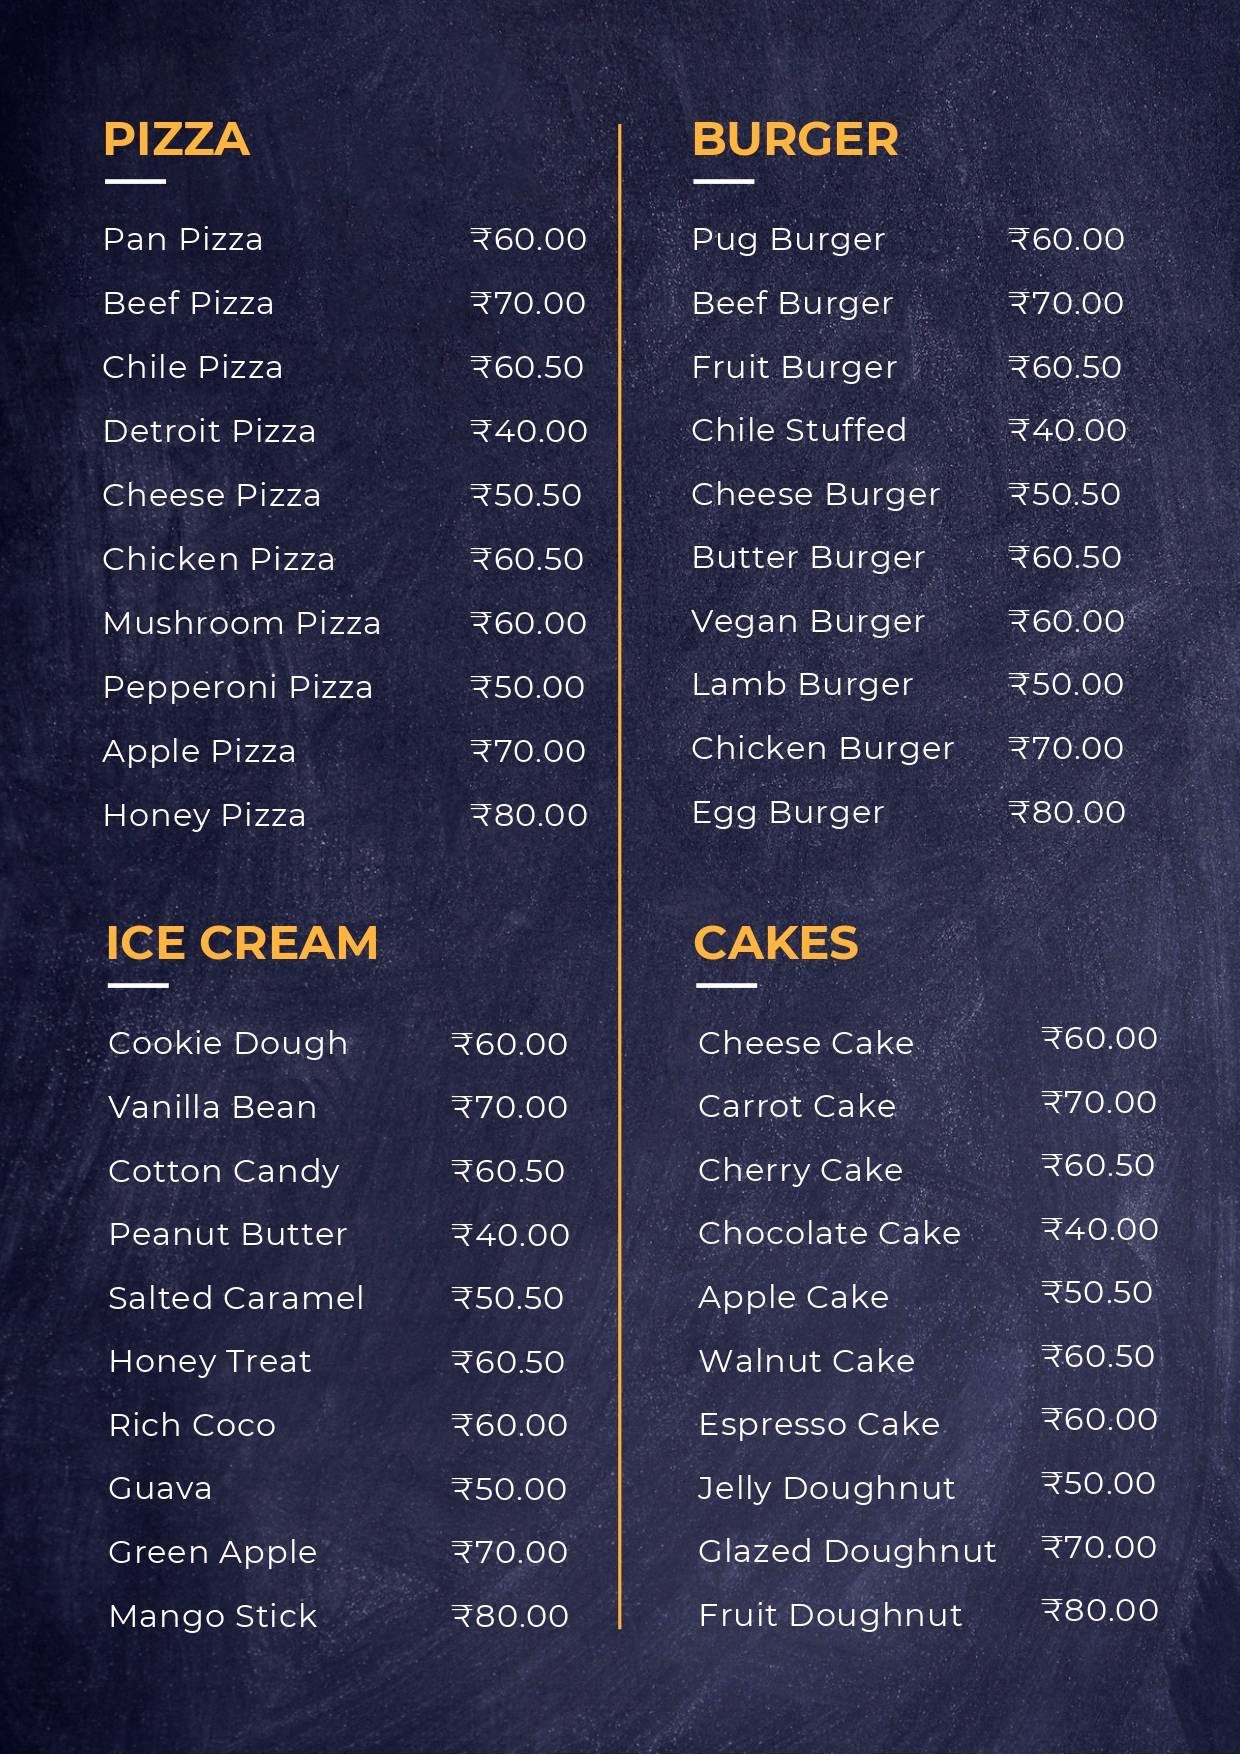 PIZZA
Pan Pizza ₹60.00
Beef Pizza ₹70.00
Chile Pizza ₹60.50
Detroit Pizza ₹40.00
Cheese Pizza ₹50.50
Chicken Pizza ₹60.50
Mushroom Pizza ₹60.00
Pepperoni Pizza ₹50.00
Apple Pizza ₹70.00
Honey Pizza ₹80.00
BURGER
Pug Burger ₹60.00
Beef Burger ₹70.00
Fruit Burger ₹60.50
Chile Stuffed ₹40.00
Cheese Burger ₹50.50
Butter Burger ₹60.50
Vegan Burger ₹60.00
Lamb Burger ₹50.00
Chicken Burger ₹70.00
Egg Burger ₹80.00
ICE CREAM
Cookie Dough ₹60.00
Vanilla Bean ₹70.00
Cotton Candy ₹60.50
Peanut Butter ₹40.00
Salted Caramel ₹50.50
Honey Treat ₹60.50
Rich Coco ₹60.00
Guava ₹50.00
Green Apple ₹70.00
Mango Stick ₹80.00
CAKES
Cheese Cake ₹60.00
Carrot Cake ₹70.00
Cherry Cake ₹60.50
Chocolate Cake ₹40.00
Apple Cake ₹50.50
Walnut Cake ₹60.50
Espresso Cake ₹60.00
Jelly Doughnut ₹50.00
Glazed Doughnut ₹70.00
Fruit Doughnut ₹80.00